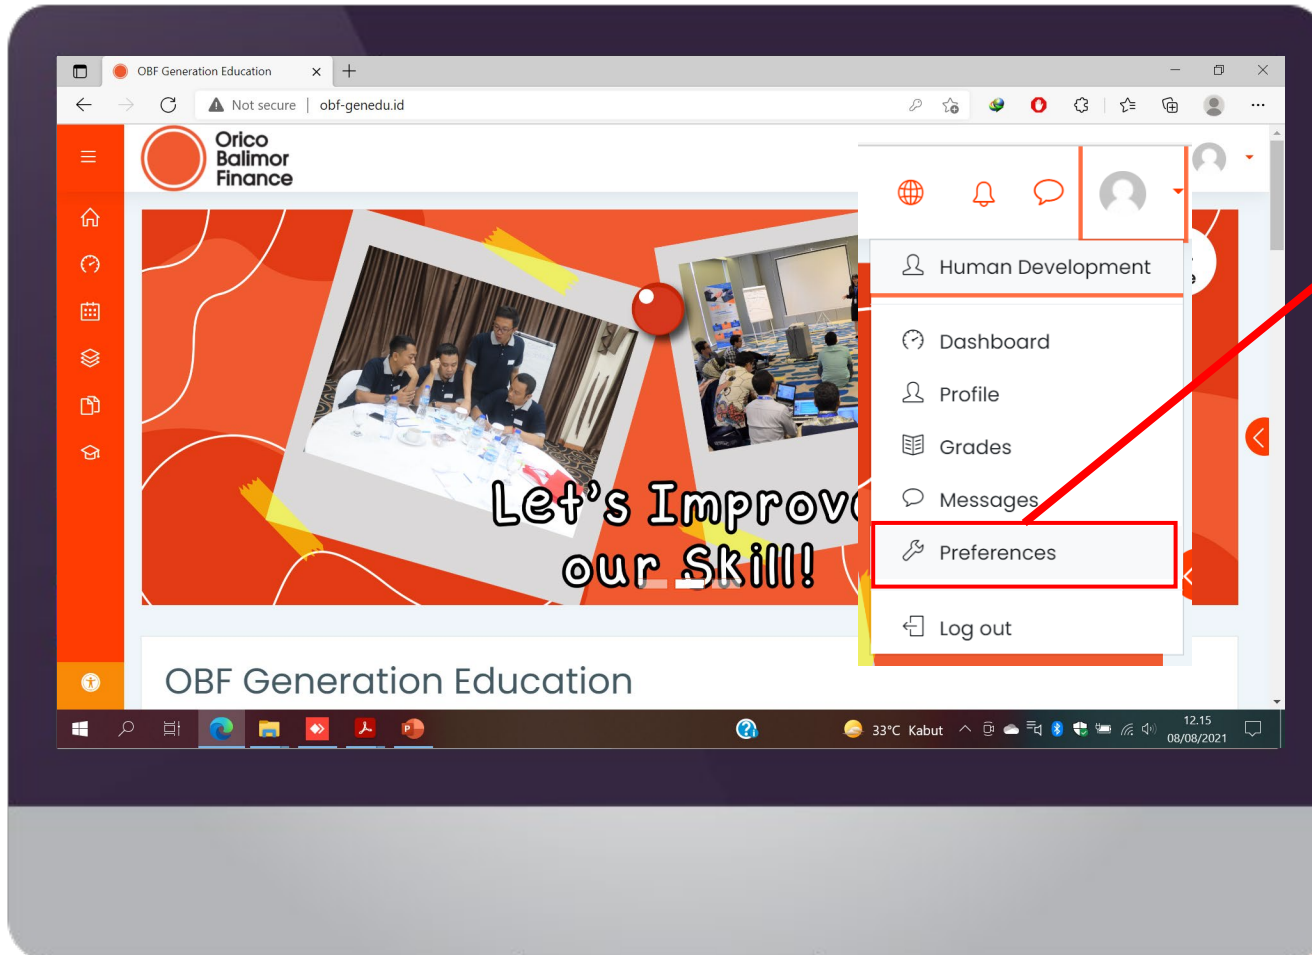 OBF Generation Education
Not secure | obf-genedu.id
Orico
Balimor
Finance
Human Development
Dashboard
Profile
Grades
Messages
Preferences
Log out
Let's Improve
our Skill!
OBF Generation Education
33°C Kabut
12.15
08/08/2021